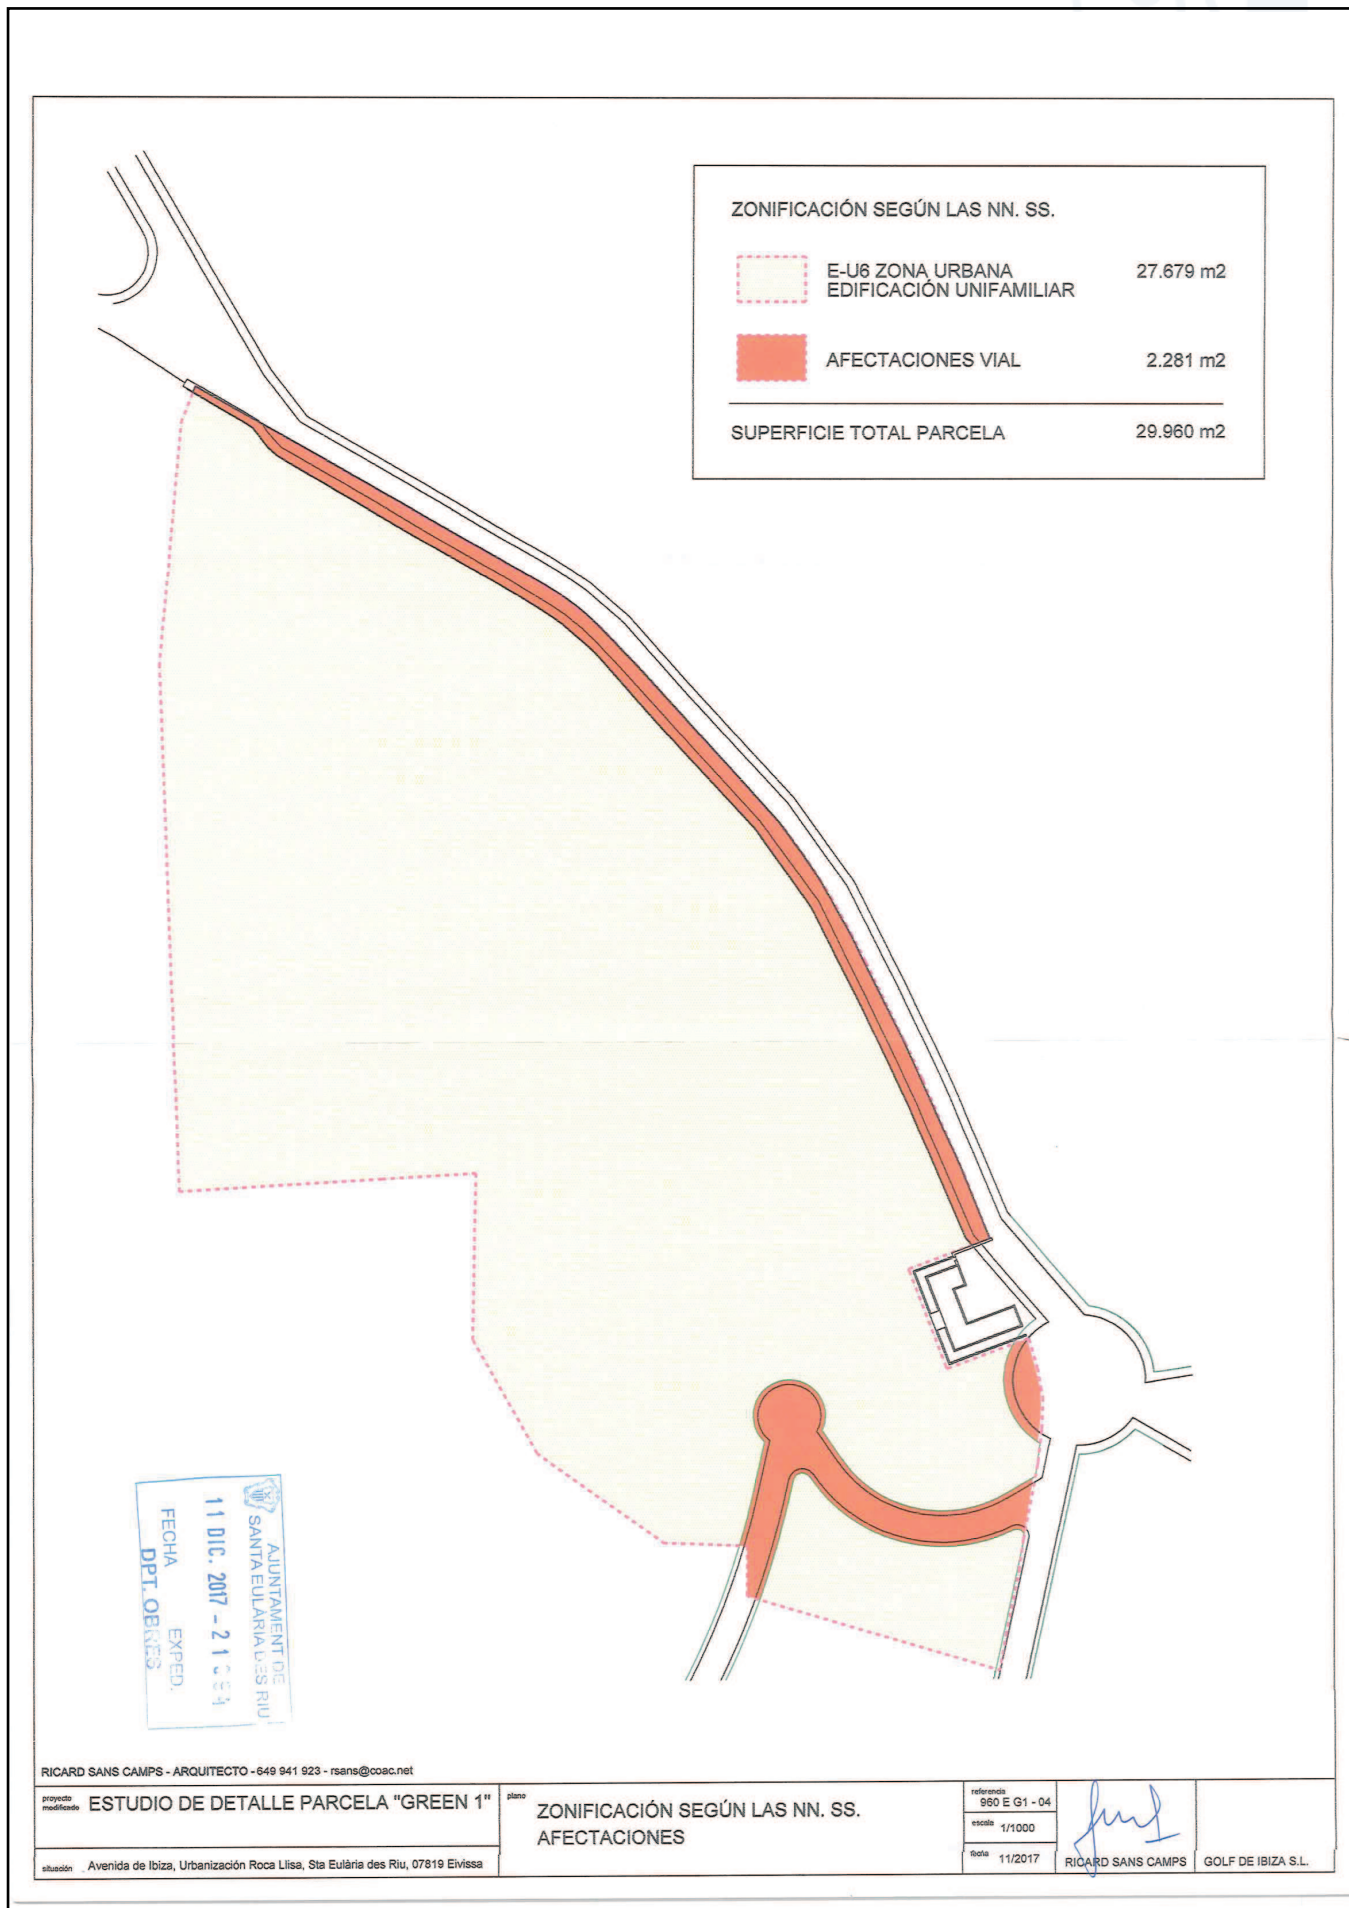 ZONIFICACIÓN SEGÚN LAS NN. SS.
E-U6 ZONA URBANA
EDIFICACIÓN UNIFAMILIAR
27.679 m2
AFECTACIONES VIAL 2.281 m2
SUPERFICIE TOTAL PARCELA 29.960 m2
AJUNTAMENT DE
SANTA EULÀRIA DES RIU
11 DIC. 2017 - 21
FECHA EXPED.
DPT. OBRES
RICARD SANS CAMPS - ARQUITECTO - 649 941 923 - rsans@coac.net
proyecto modificado ESTUDIO DE DETALLE PARCELA "GREEN 1"
situación Avenida de Ibiza, Urbanización Roca Llisa, Sta Eulària des Riu, 07819 Eivissa
plano ZONIFICACIÓN SEGÚN LAS NN. SS.
AFECTACIONES
referencia
960 E G1 - 04
escala 1/1000
fecha 11/2017
RICARD SANS CAMPS
GOLF DE IBIZA S.L.